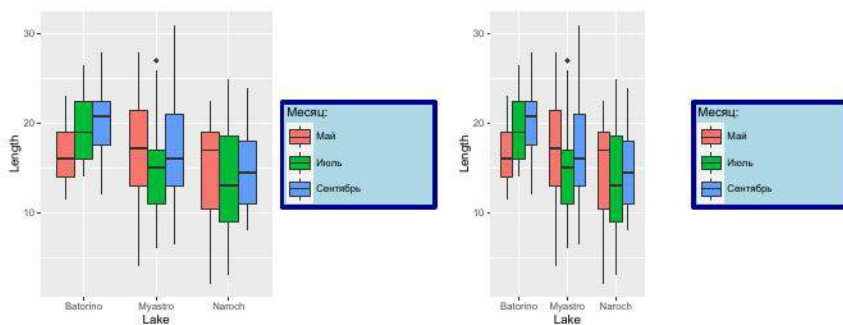 30
20
10
Length
Batorino Myastro Naroch
Lake
Месяц:
Май
Июль
Сентябрь
30
20
10
Length
Batorino Myastro Naroch
Lake
Месяц:
Май
Июль
Сентябрь